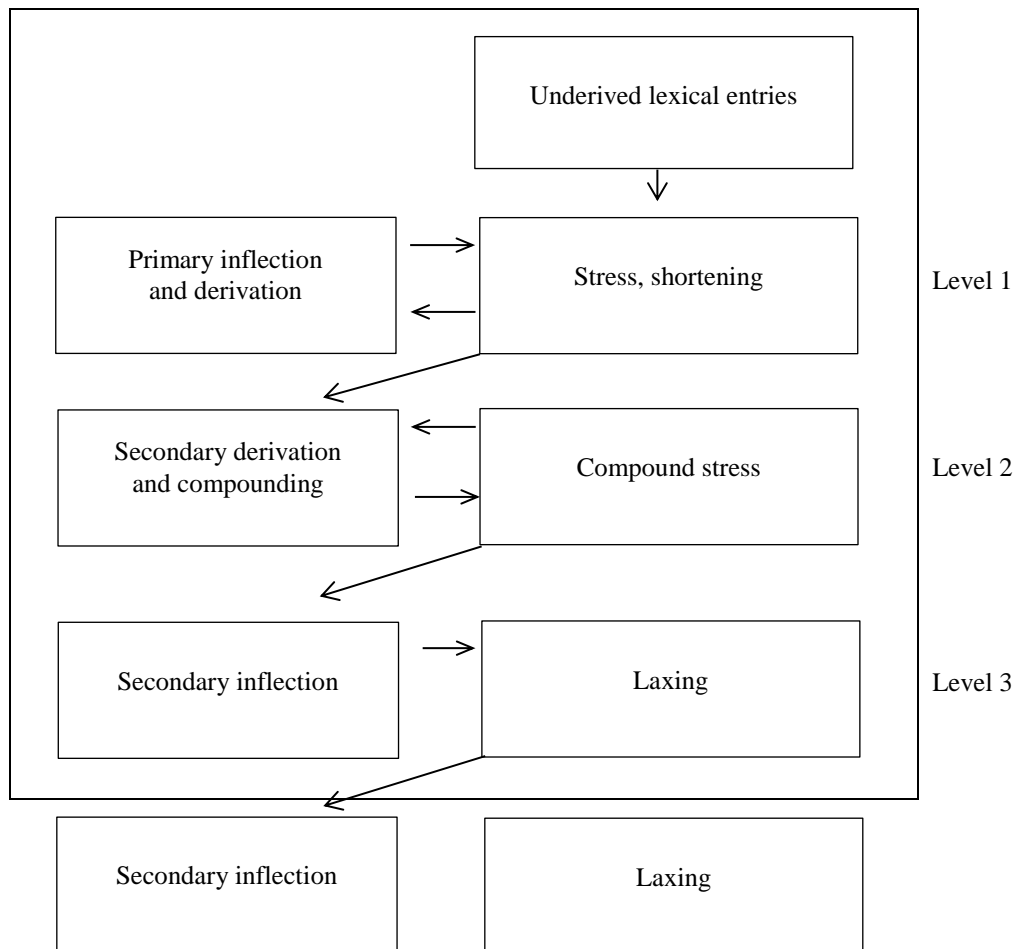 Underived lexical entries
Primary inflection
and derivation
Stress, shortening
Level 1
Secondary derivation
and compounding
Compound stress
Level 2
Secondary inflection
Laxing
Level 3
Secondary inflection
Laxing